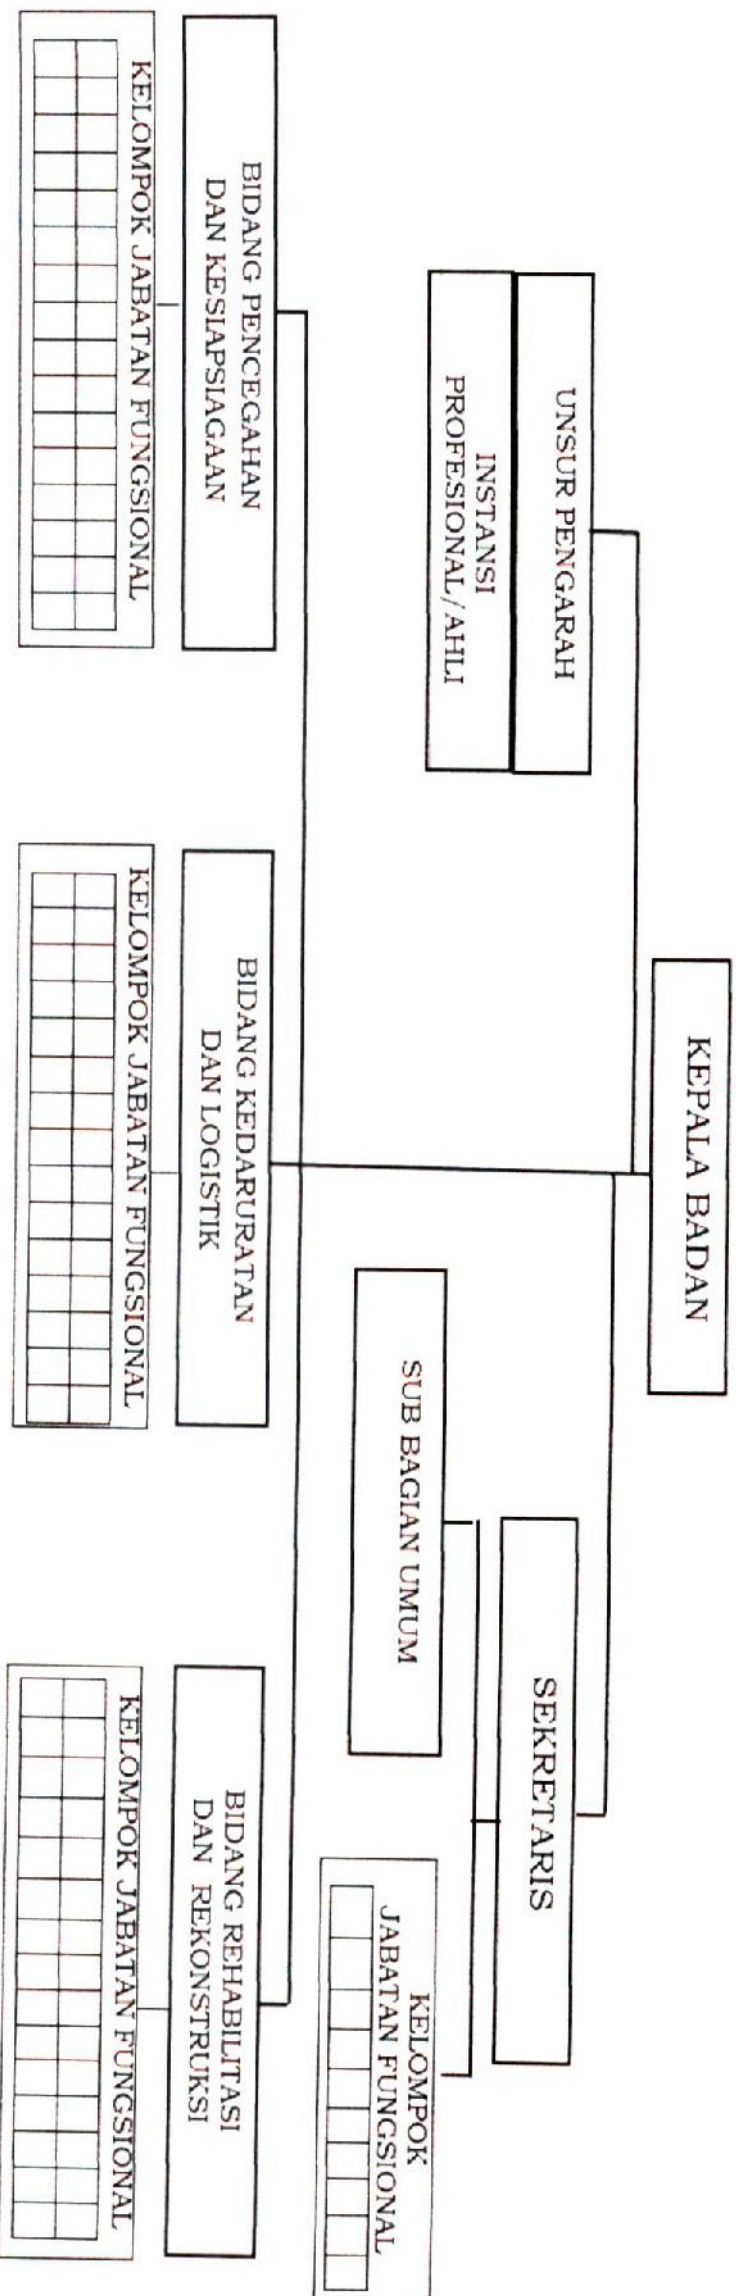 KEPALA BADAN
UNSUR PENGARAH
INSTANSI
PROFESIONAL/AHLI
SEKRETARIS
SUB BAGIAN UMUM
KELOMPOK
JABATAN FUNGSIONAL
BIDANG PENCEGAHAN
DAN KESIAPSIAGAAN
BIDANG KEDARURATAN
DAN LOGISTIK
BIDANG REHABILITASI
DAN REKONSTRUKSI
KELOMPOK JABATAN FUNGSIONAL
KELOMPOK JABATAN FUNGSIONAL
KELOMPOK JABATAN FUNGSIONAL